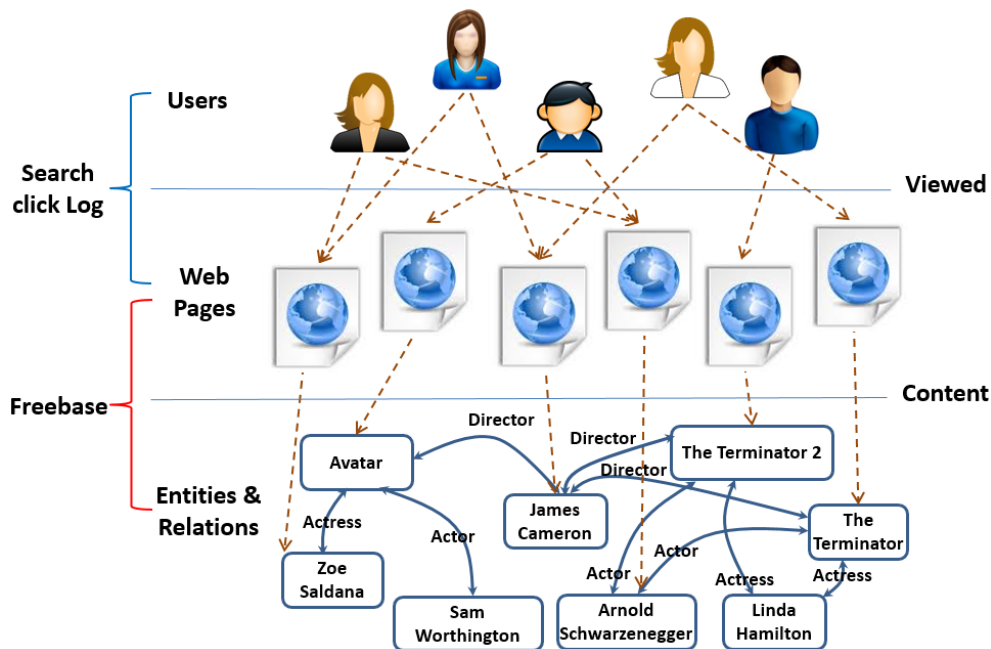 Users
Search
click Log
Viewed
Web
Pages
Freebase
Content
Director
Director
Avatar
The Terminator 2
Director
Entities &
Relations
James
Cameron
The
Terminator
Actress
Actor
Actor
Zoe
Saldana
Actor
Actress
Actress
Sam
Worthington
Arnold
Schwarzenegger
Linda
Hamilton